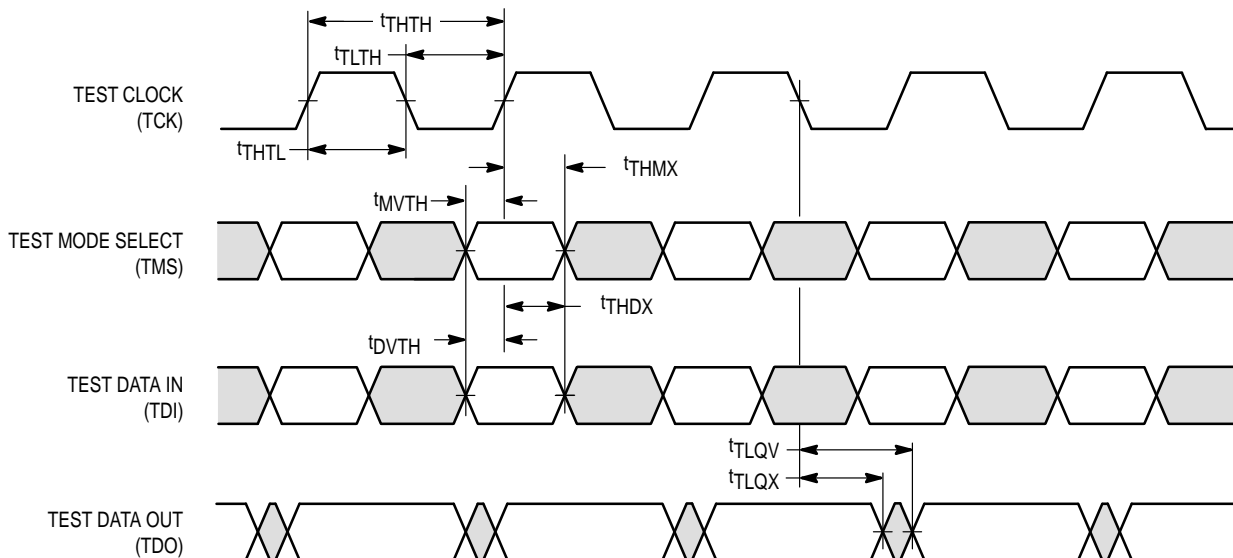 tTHTH
tTLTH
TEST CLOCK
(TCK)
tTHTL
tTHMX
tMVTH
TEST MODE SELECT
(TMS)
tTHDX
tDVTH
TEST DATA IN
(TDI)
tTLQV
tTLQX
TEST DATA OUT
(TDO)